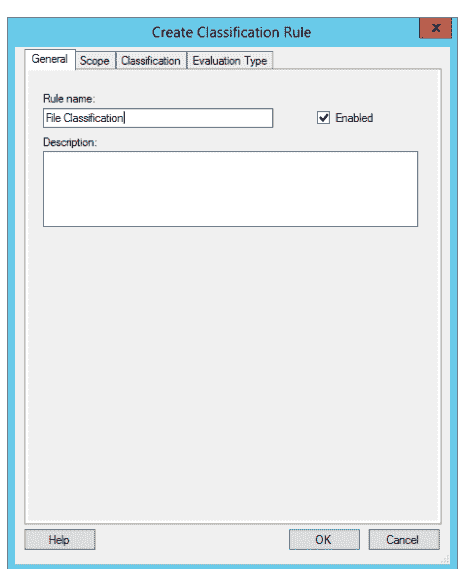 Create Classification Rule
x
General Scope Classification Evaluation Type
Rule name:
File Classification
Enabled
Description:
Help OK Cancel